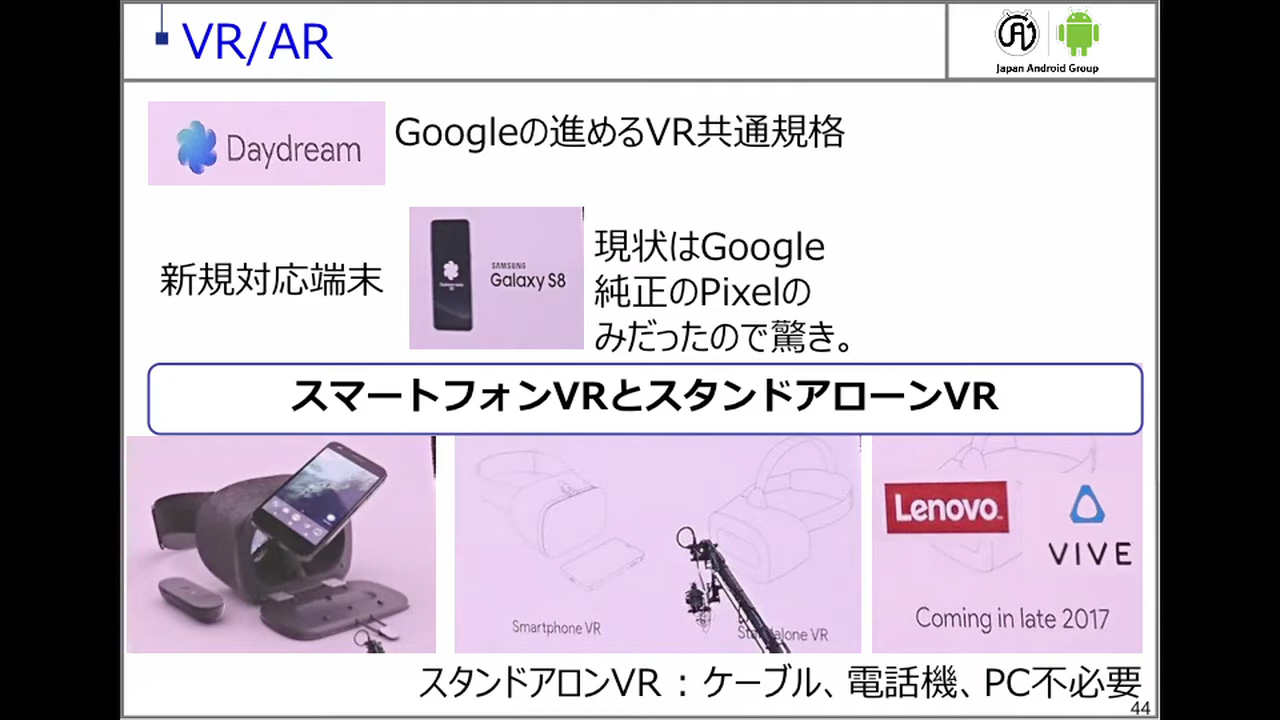 VR/AR
Japan Android Group
Daydream
Googleの進めるVR共通規格
新規対応端末
SAMSUNG
Galaxy S8
現状はGoogle
純正のPixelの
みだったので驚き。
スマートフォンVRとスタンドアローンVR
Smartphone VR
VR
Lenovo
VIVE
Coming in late 2017
スタンドアロンVR：ケーブル、電話機、PC不必要
44